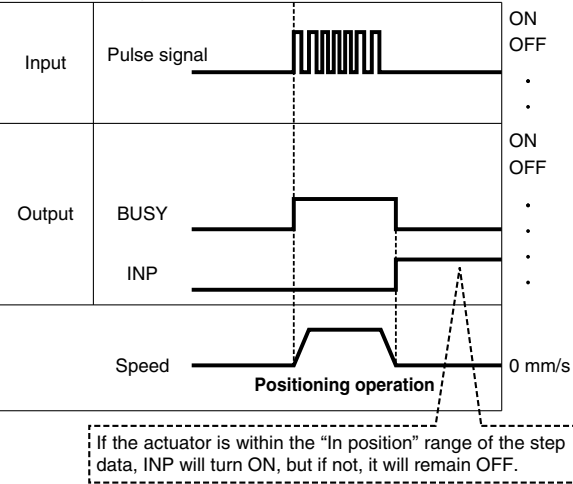 ON
Input Pulse signal OFF
ON
OFF
Output BUSY
INP
Speed 0 mm/s
Positioning operation
If the actuator is within the “In position” range of the step
data, INP will turn ON, but if not, it will remain OFF.